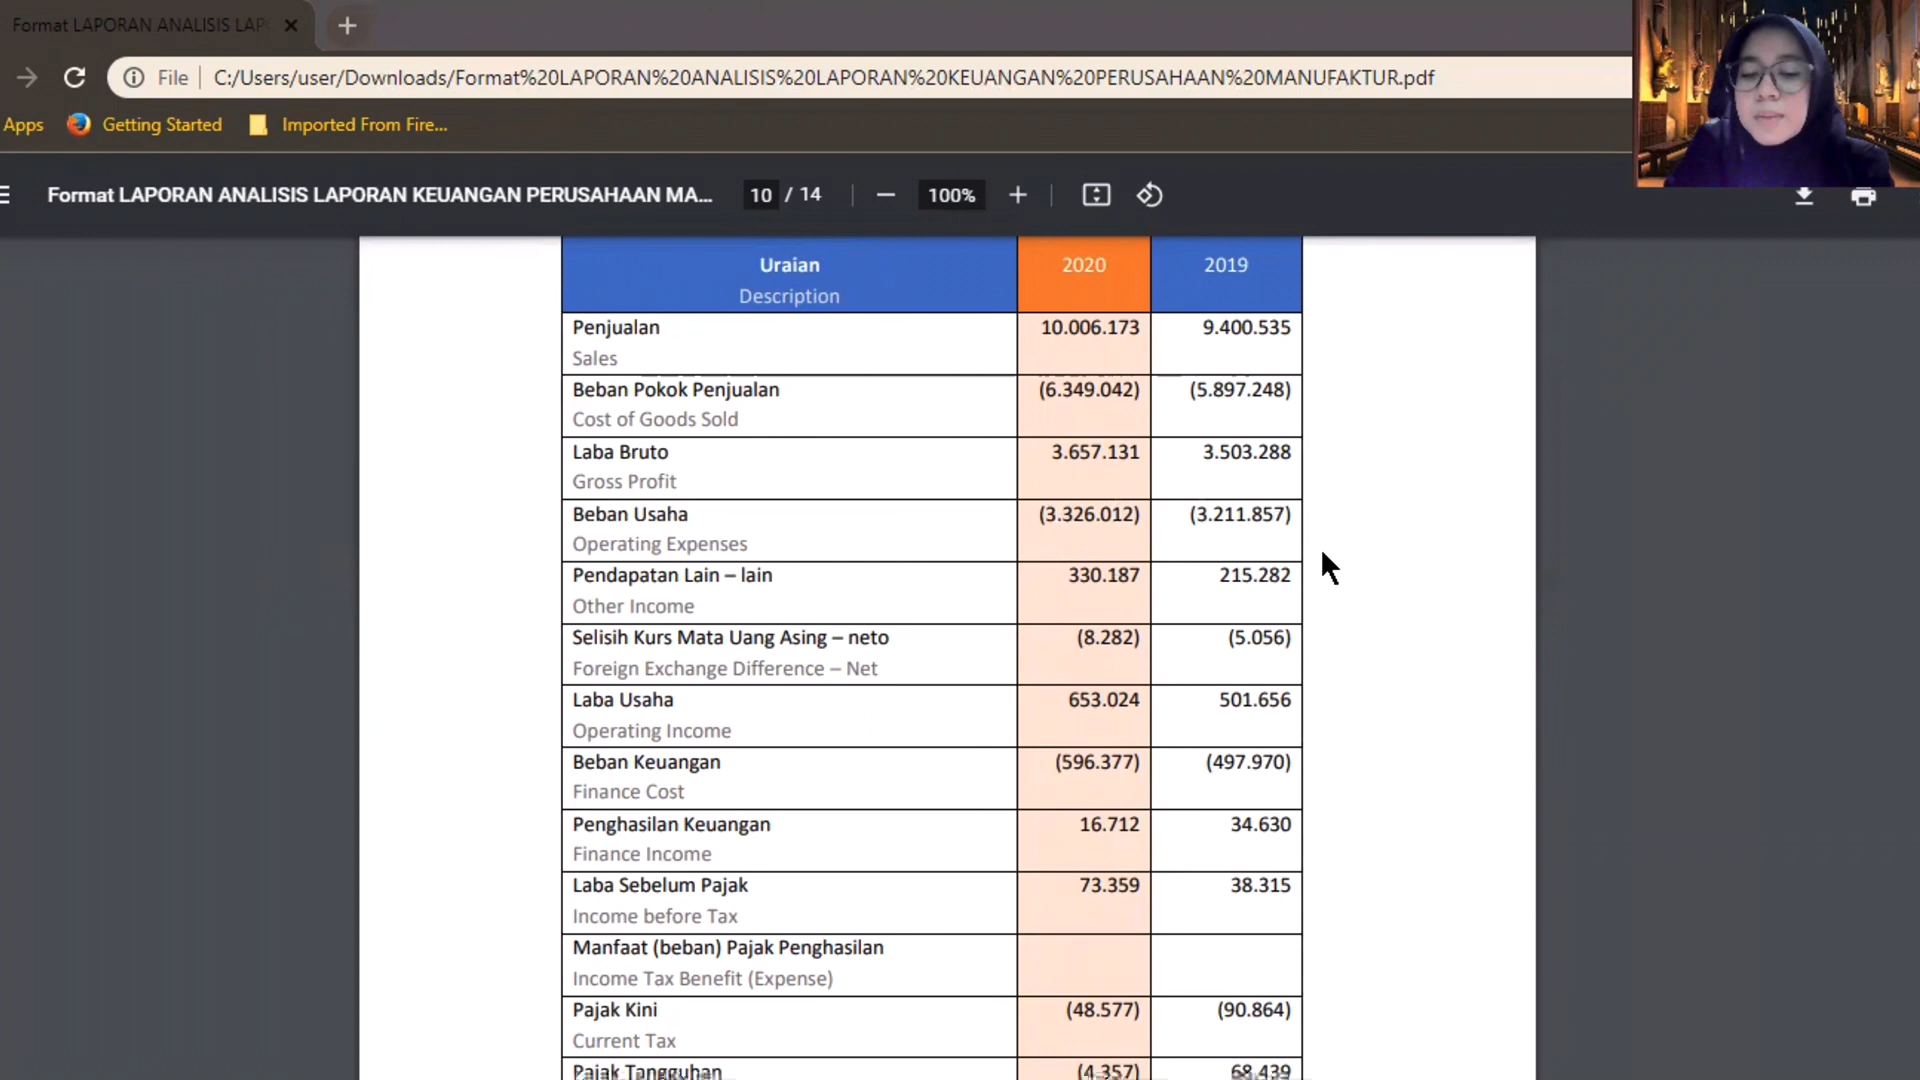 Format LAPORAN ANALISIS LAP
File C:/Users/user/Downloads/Format%20LAPORAN%20ANALISIS%20LAPORAN%20KEUANGAN%20PERUSAHAAN%20MANUFAKTUR.pdf
Apps Getting Started Imported From Fire...
Format LAPORAN ANALISIS LAPORAN KEUANGAN PERUSAHAAN MA... 10 / 14 100%
Uraian 2020 2019
Description
Penjualan 10.006.173 9.400.535
Sales
Beban Pokok Penjualan (6.349.042) (5.897.248)
Cost of Goods Sold
Laba Bruto 3.657.131 3.503.288
Gross Profit
Beban Usaha (3.326.012) (3.211.857)
Operating Expenses
Pendapatan Lain – lain 330.187 215.282
Other Income
Selisih Kurs Mata Uang Asing – neto (8.282) (5.056)
Foreign Exchange Difference – Net
Laba Usaha 653.024 501.656
Operating Income
Beban Keuangan (596.377) (497.970)
Finance Cost
Penghasilan Keuangan 16.712 34.630
Finance Income
Laba Sebelum Pajak 73.359 38.315
Income before Tax
Manfaat (beban) Pajak Penghasilan
Income Tax Benefit (Expense)
Pajak Kini (48.577) (90.864)
Current Tax
Pajak Tangguhan (4.357) 68.439